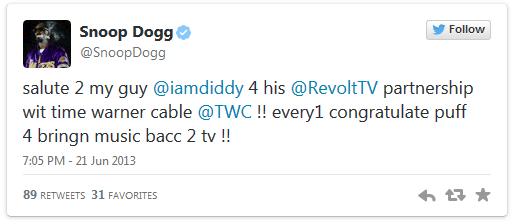 Snoop Dogg
@SnoopDogg
Follow
salute 2 my guy @iamdiddy 4 his @RevoltTV partnership
wit time warner cable @TWC !! every1 congratulate puff
4 bringn music bacc 2 tv !!
7:05 PM - 21 Jun 2013
89 RETWEETS 31 FAVORITES